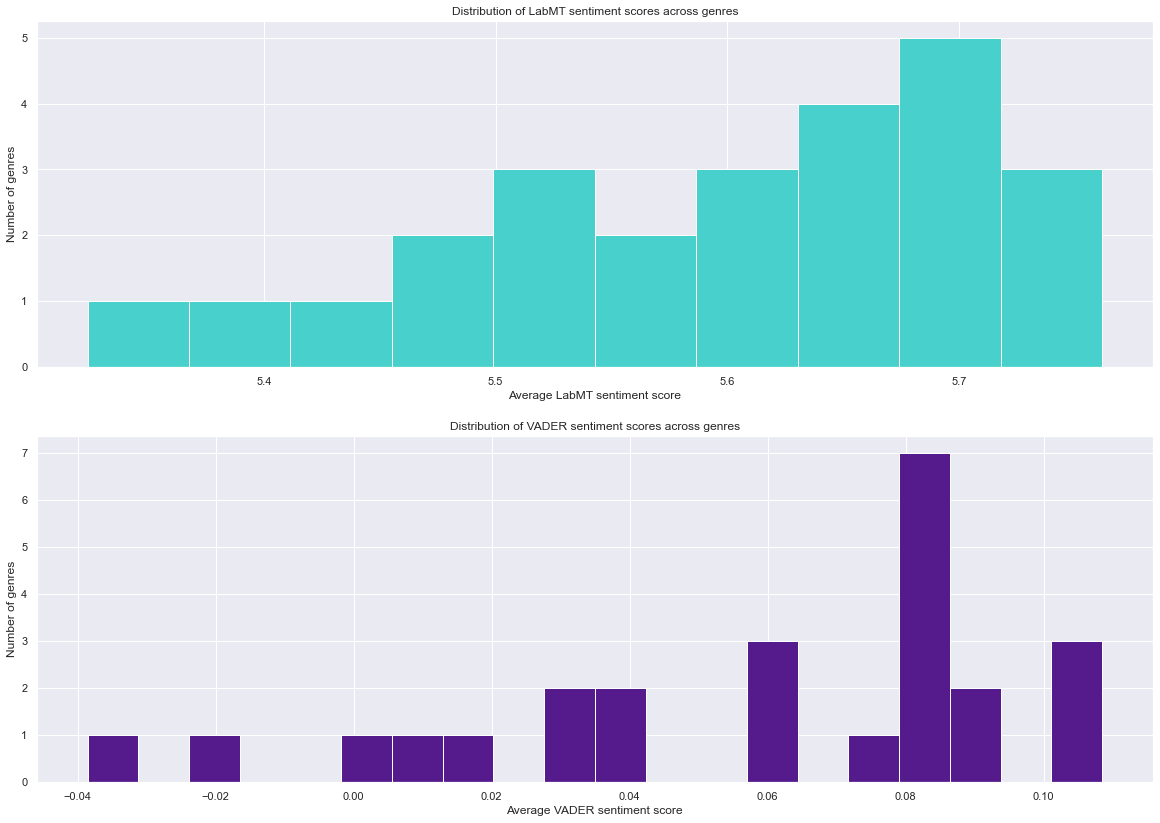 Distribution of LabMT sentiment scores across genres
5
4
3
2
1
0
Number of genres
5.4 5.5 5.6 5.7
Average LabMT sentiment score
Distribution of VADER sentiment scores across genres
7
6
5
4
3
2
1
0
Number of genres
−0.04 −0.02 0.00 0.02 0.04 0.06 0.08 0.10
Average VADER sentiment score